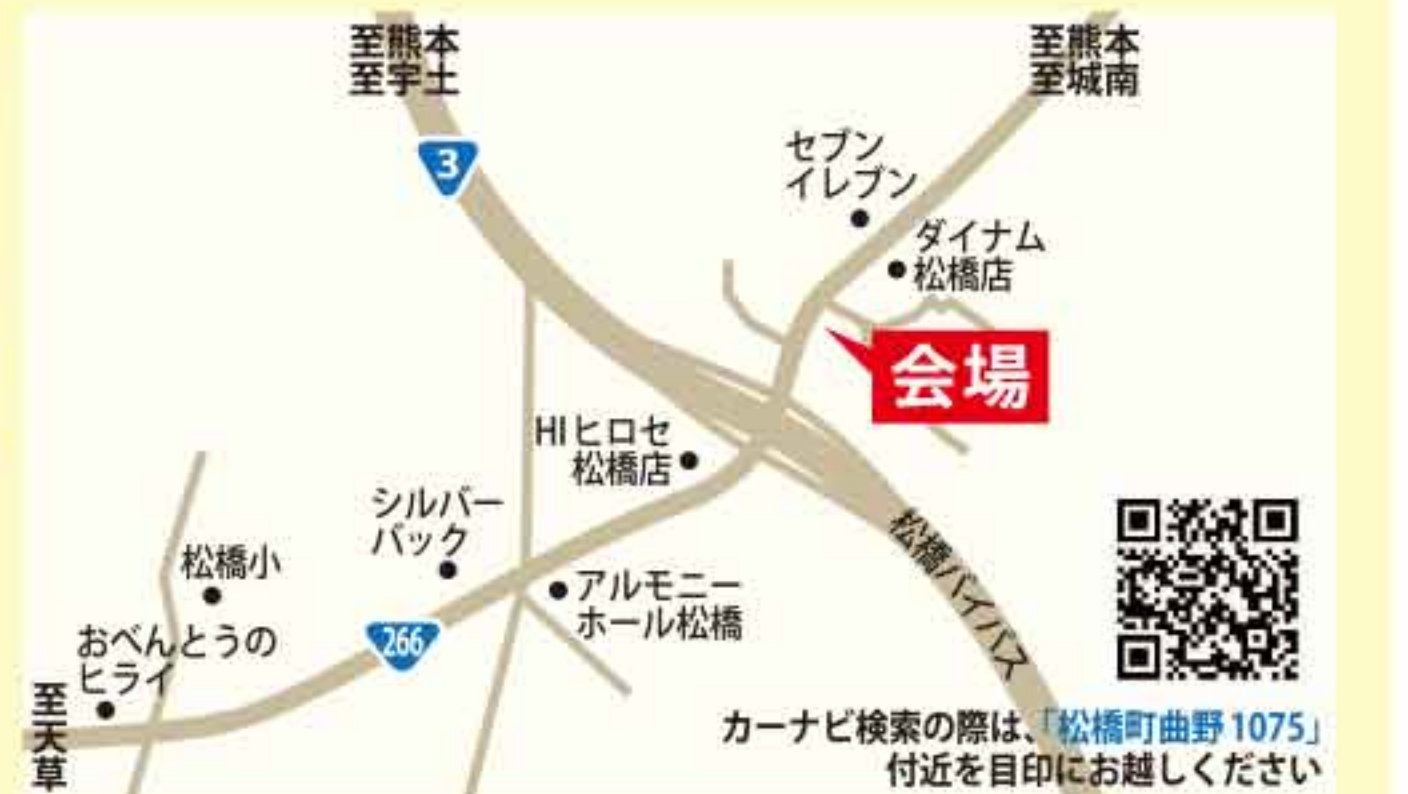 至熊本
至宇土
至熊本
至城南
3
セブン
イレブン
ダイナム
松橋店
会場
HIヒロセ
松橋店
シルバー
バック
松橋小
アルモニー
ホール松橋
おべんとうの
ヒライ
266
至天草
松橋バイパス
カーナビ検索の際は、「松橋町曲野1075」
付近を目印にお越しください